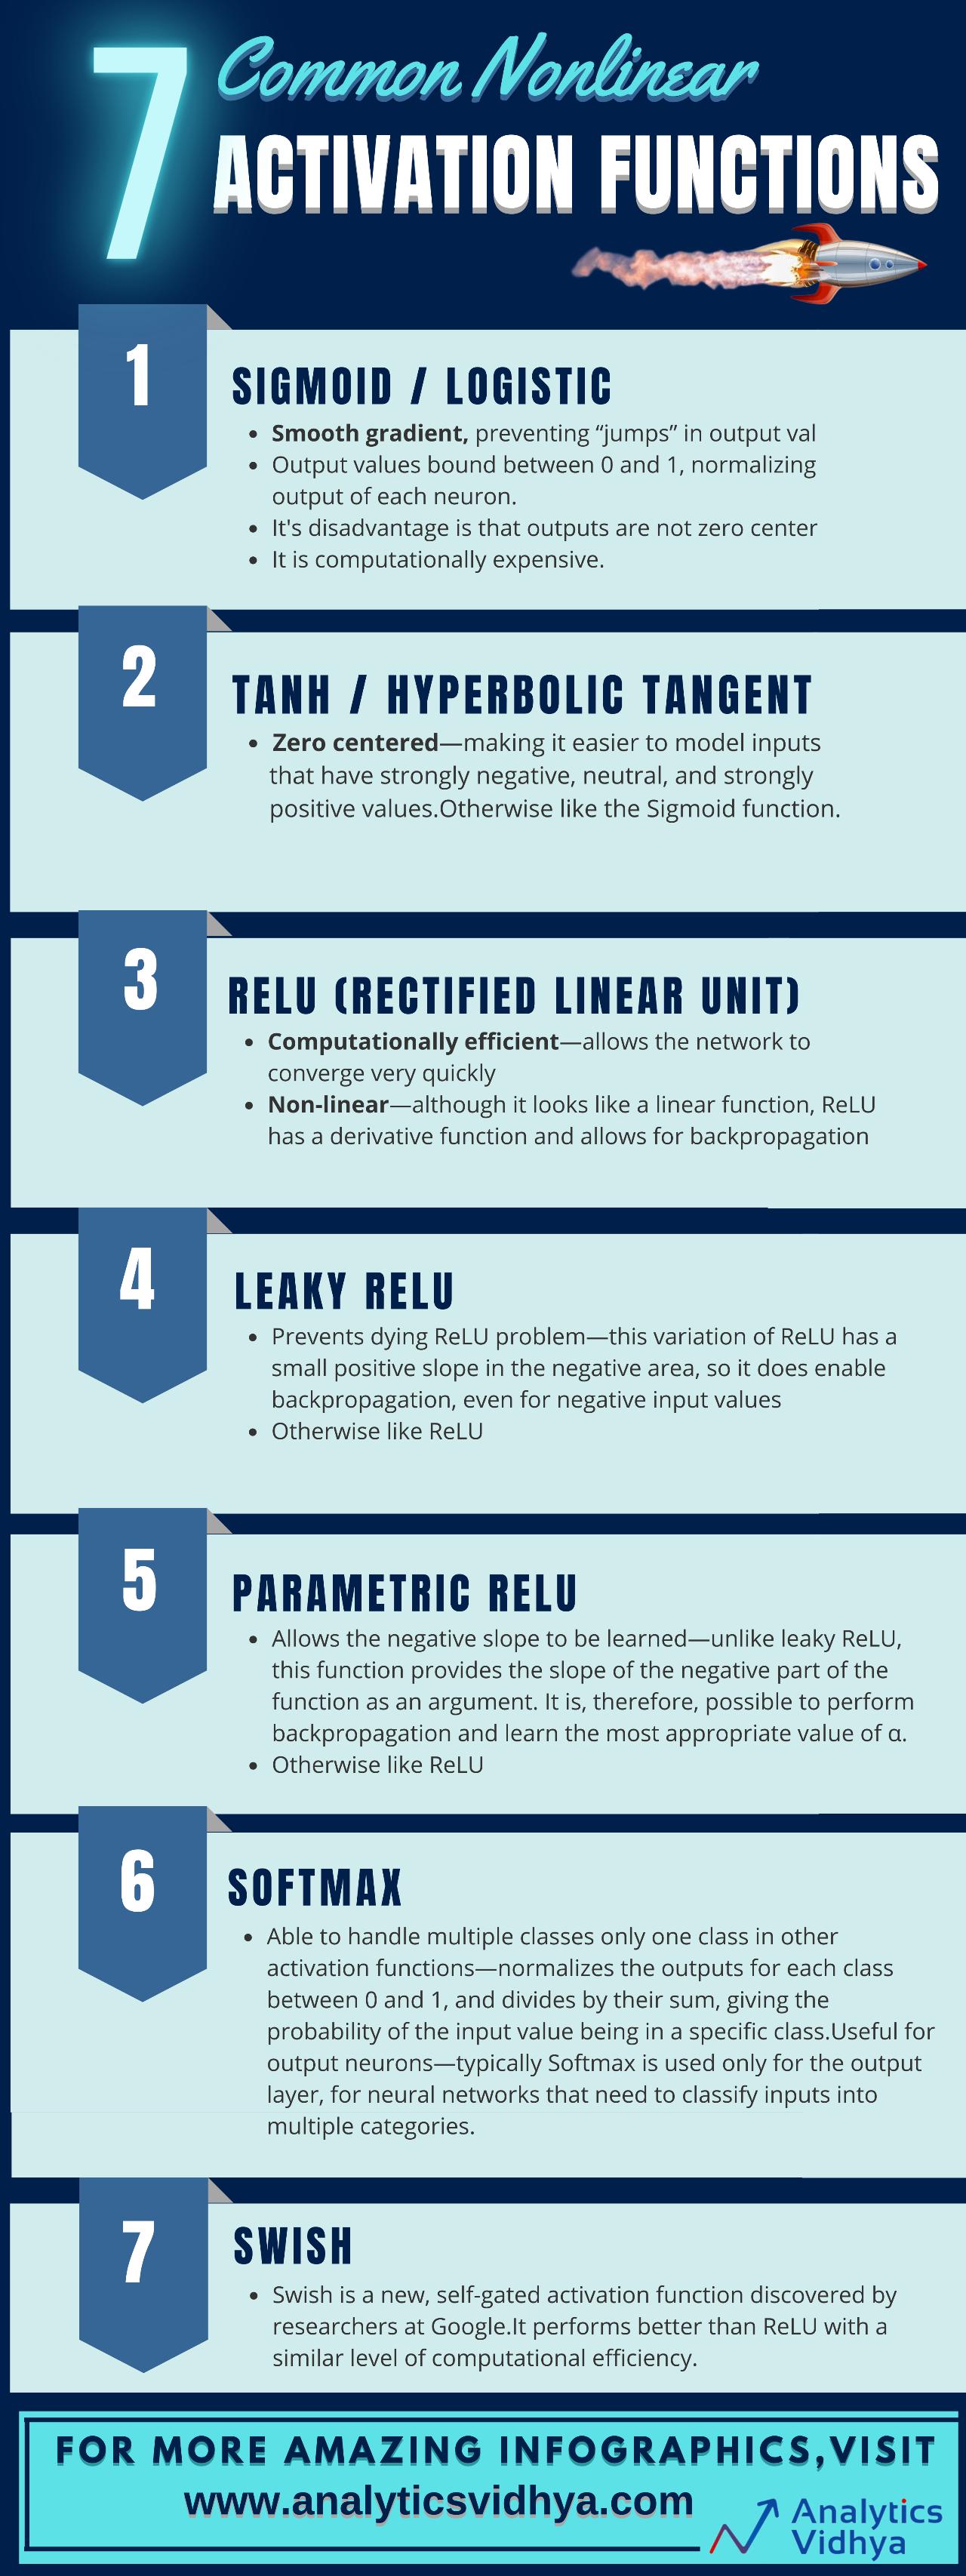 7
Common Nonlinear
ACTIVATION FUNCTIONS
1
SIGMOID / LOGISTIC
• Smooth gradient, preventing “jumps” in output val
• Output values bound between 0 and 1, normalizing
output of each neuron.
• It's disadvantage is that outputs are not zero center
• It is computationally expensive.
2
TANH / HYPERBOLIC TANGENT
• Zero centered—making it easier to model inputs
that have strongly negative, neutral, and strongly
positive values.Otherwise like the Sigmoid function.
3
RELU (RECTIFIED LINEAR UNIT)
• Computationally efficient—allows the network to
converge very quickly
• Non-linear—although it looks like a linear function, ReLU
has a derivative function and allows for backpropagation
4
LEAKY RELU
• Prevents dying ReLU problem—this variation of ReLU has a
small positive slope in the negative area, so it does enable
backpropagation, even for negative input values
• Otherwise like ReLU
5
PARAMETRIC RELU
• Allows the negative slope to be learned—unlike leaky ReLU,
this function provides the slope of the negative part of the
function as an argument. It is, therefore, possible to perform
backpropagation and learn the most appropriate value of α.
• Otherwise like ReLU
6
SOFTMAX
• Able to handle multiple classes only one class in other
activation functions—normalizes the outputs for each class
between 0 and 1, and divides by their sum, giving the
probability of the input value being in a specific class.Useful for
output neurons—typically Softmax is used only for the output
layer, for neural networks that need to classify inputs into
multiple categories.
7
SWISH
• Swish is a new, self-gated activation function discovered by
researchers at Google.It performs better than ReLU with a
similar level of computational efficiency.
FOR MORE AMAZING INFOGRAPHICS,VISIT
www.analyticsvidhya.com
Analytics
Vidhya